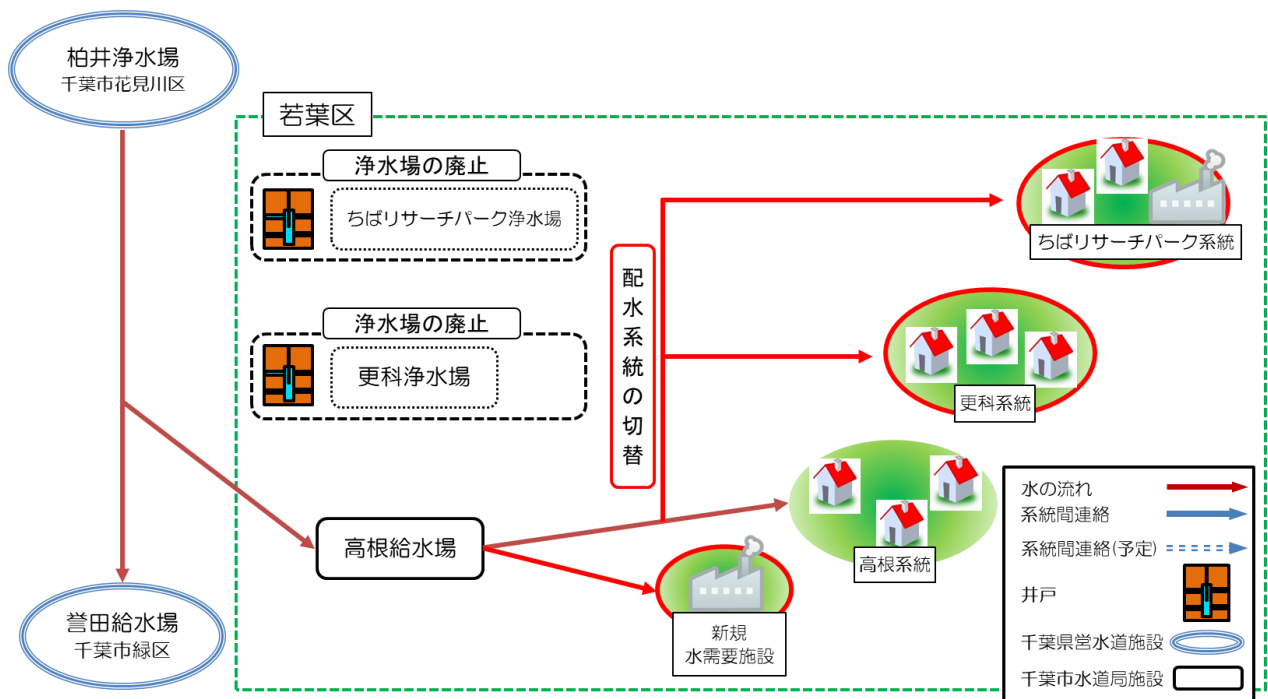 柏井浄水場
千葉市花見川区
若葉区
浄水場の廃止
ちばリサーチパーク浄水場
浄水場の廃止
更科浄水場
配水系統の切替
ちばリサーチパーク系統
更科系統
高根系統
高根給水場
新規
水需要施設
誉田給水場
千葉市緑区
水の流れ
系統間連絡
系統間連絡(予定)
井戸
千葉県営水道施設
千葉市水道局施設